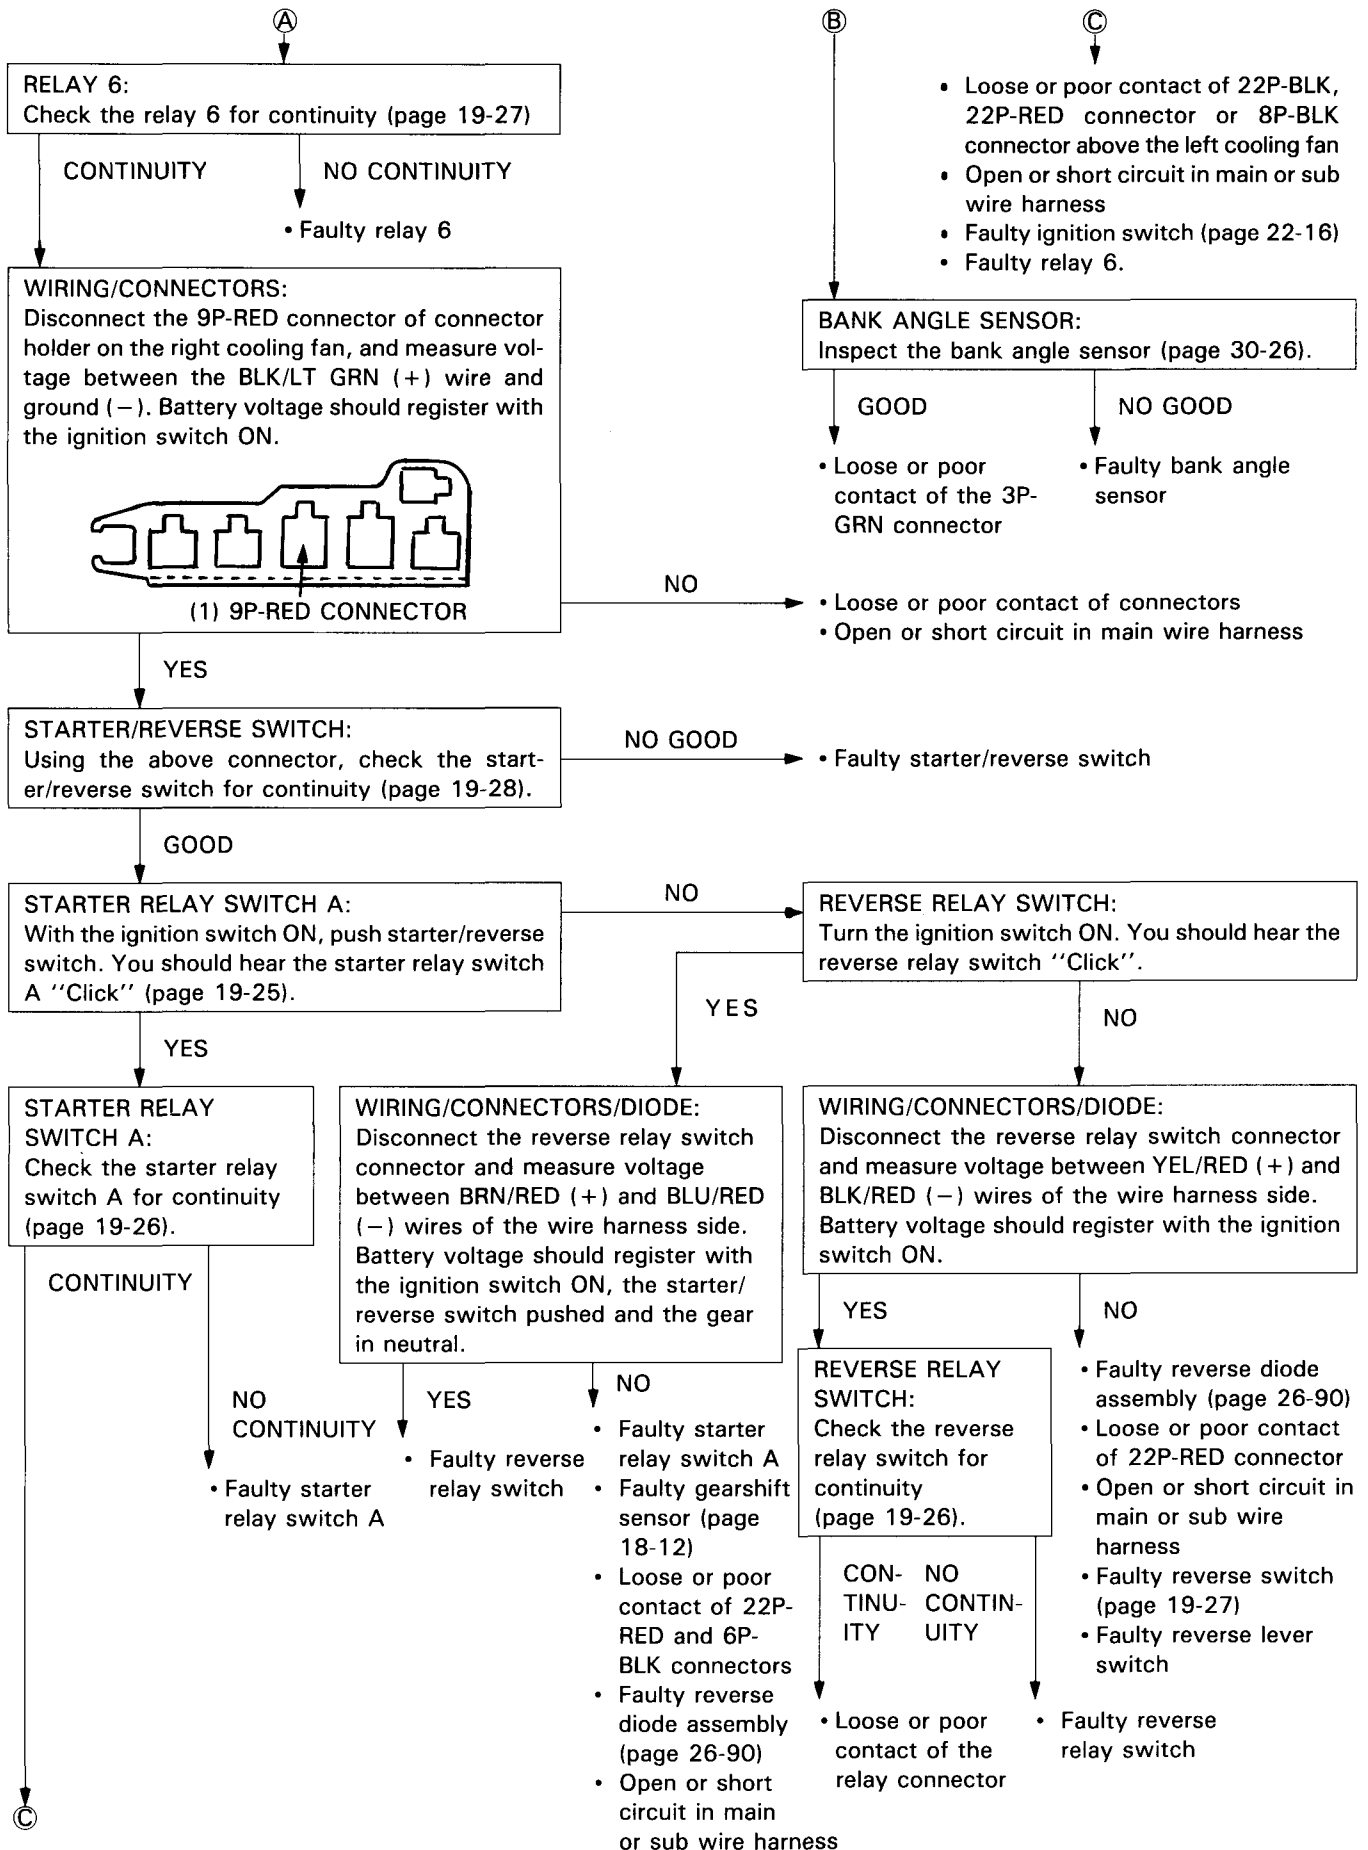 Ⓐ
Ⓑ
Ⓒ
RELAY 6:
Check the relay 6 for continuity (page 19-27)
CONTINUITY
NO CONTINUITY
• Faulty relay 6
• Loose or poor contact of 22P-BLK,
22P-RED connector or 8P-BLK
connector above the left cooling fan
• Open or short circuit in main or sub
wire harness
• Faulty ignition switch (page 22-16)
• Faulty relay 6.
WIRING/CONNECTORS:
Disconnect the 9P-RED connector of connector
holder on the right cooling fan, and measure vol-
tage between the BLK/LT GRN (+) wire and
ground (−). Battery voltage should register with
the ignition switch ON.
(1) 9P-RED CONNECTOR
BANK ANGLE SENSOR:
Inspect the bank angle sensor (page 30-26).
GOOD
NO GOOD
• Loose or poor
contact of the 3P-
GRN connector
• Faulty bank angle
sensor
NO
• Loose or poor contact of connectors
• Open or short circuit in main wire harness
YES
STARTER/REVERSE SWITCH:
Using the above connector, check the start-
er/reverse switch for continuity (page 19-28).
NO GOOD
• Faulty starter/reverse switch
GOOD
STARTER RELAY SWITCH A:
With the ignition switch ON, push starter/reverse
switch. You should hear the starter relay switch
A ''Click'' (page 19-25).
NO
REVERSE RELAY SWITCH:
Turn the ignition switch ON. You should hear the
reverse relay switch ''Click''.
YES
YES
NO
STARTER RELAY
SWITCH A:
Check the starter relay
switch A for continuity
(page 19-26).
CONTINUITY
NO
CONTINUITY
• Faulty starter
relay switch A
WIRING/CONNECTORS/DIODE:
Disconnect the reverse relay switch
connector and measure voltage
between BRN/RED (+) and BLU/RED
(−) wires of the wire harness side.
Battery voltage should register with
the ignition switch ON, the starter/
reverse switch pushed and the gear
in neutral.
YES
• Faulty reverse
relay switch
NO
• Faulty starter
relay switch A
• Faulty gearshift
sensor (page
18-12)
• Loose or poor
contact of 22P-
RED and 6P-
BLK connectors
• Faulty reverse
diode assembly
(page 26-90)
• Open or short
circuit in main
or sub wire harness
WIRING/CONNECTORS/DIODE:
Disconnect the reverse relay switch connector
and measure voltage between YEL/RED (+) and
BLK/RED (−) wires of the wire harness side.
Battery voltage should register with the ignition
switch ON.
YES
NO
REVERSE RELAY
SWITCH:
Check the reverse
relay switch for
continuity
(page 19-26).
CON-
TINU-
ITY
NO
CONTIN-
UITY
• Loose or poor
contact of the
relay connector
• Faulty reverse
relay switch
• Faulty reverse diode
assembly (page 26-90)
• Loose or poor contact
of 22P-RED connector
• Open or short circuit in
main or sub wire
harness
• Faulty reverse switch
(page 19-27)
• Faulty reverse lever
switch
Ⓒ